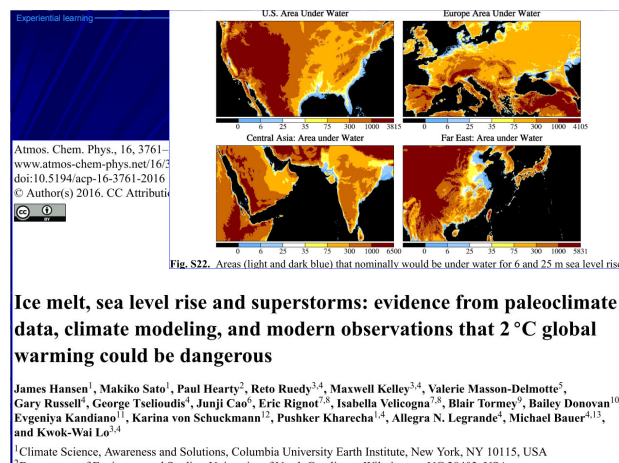 Experiential learning
U.S. Area Under Water
Europe Area Under Water
0 6 25 35 75 300 1000 3815
0 6 25 35 75 300 1000 4105
Central Asia: Area under Water
Far East: Area under Water
0 6 25 35 75 300 1000 6500
0 6 25 35 75 300 1000 5831
Fig. S22. Areas (light and dark blue) that nominally would be under water for 6 and 25 m sea level rise
Atmos. Chem. Phys., 16, 3761–
www.atmos-chem-phys.net/16/3
doi:10.5194/acp-16-3761-2016
© Author(s) 2016. CC Attributi
cc BY
Ice melt, sea level rise and superstorms: evidence from paleoclimate
data, climate modeling, and modern observations that 2 °C global
warming could be dangerous
James Hansen1, Makiko Sato1, Paul Hearty2, Reto Ruedy3,4, Maxwell Kelley3,4, Valerie Masson-Delmotte5,
Gary Russell4, George Tselioudis4, Junji Cao6, Eric Rignot7,8, Isabella Velicogna7,8, Blair Tormey9, Bailey Donovan10
Evgeniya Kandiano11, Karina von Schuckmann12, Pushker Kharecha1,4, Allegra N. Legrande4, Michael Bauer4,13,
and Kwok-Wai Lo3,4
1Climate Science, Awareness and Solutions, Columbia University Earth Institute, New York, NY 10115, USA